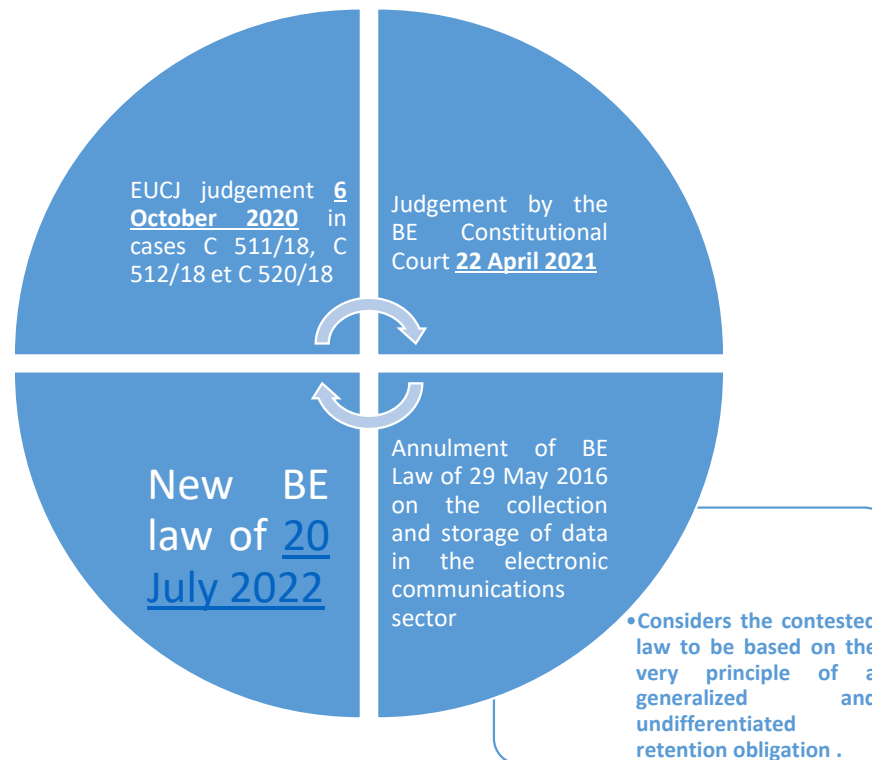 EUCJ judgement 6
October 2020 in
cases C 511/18, C
512/18 et C 520/18
Judgement by the
BE Constitutional
Court 22 April 2021
New BE
law of 20
July 2022
Annulment of BE
Law of 29 May 2016
on the collection
and storage of data
in the electronic
communications
sector
•Considers the contested
law to be based on the
very principle of a
generalized and
undifferentiated
retention obligation .